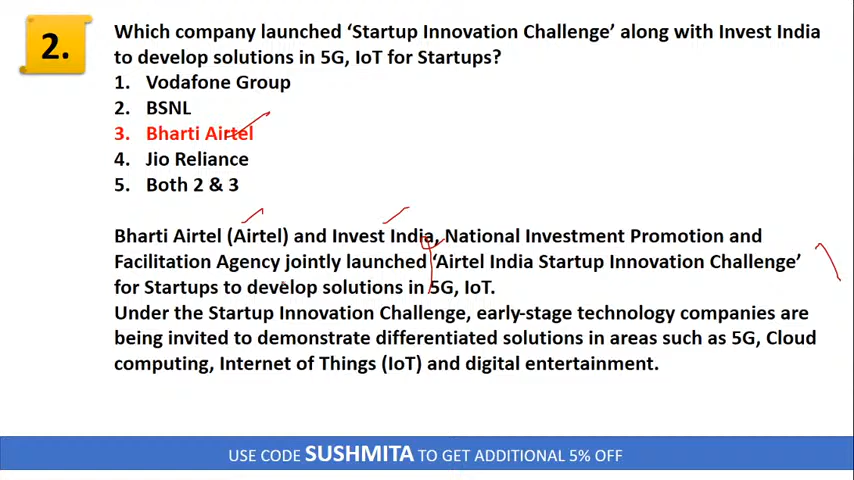 2.
Which company launched ‘Startup Innovation Challenge’ along with Invest India
to develop solutions in 5G, IoT for Startups?
1. Vodafone Group
2. BSNL
3. Bharti Airtel
4. Jio Reliance
5. Both 2 & 3
Bharti Airtel (Airtel) and Invest India, National Investment Promotion and
Facilitation Agency jointly launched ‘Airtel India Startup Innovation Challenge’
for Startups to develop solutions in 5G, IoT.
Under the Startup Innovation Challenge, early-stage technology companies are
being invited to demonstrate differentiated solutions in areas such as 5G, Cloud
computing, Internet of Things (IoT) and digital entertainment.
USE CODE SUSHMITA TO GET ADDITIONAL 5% OFF